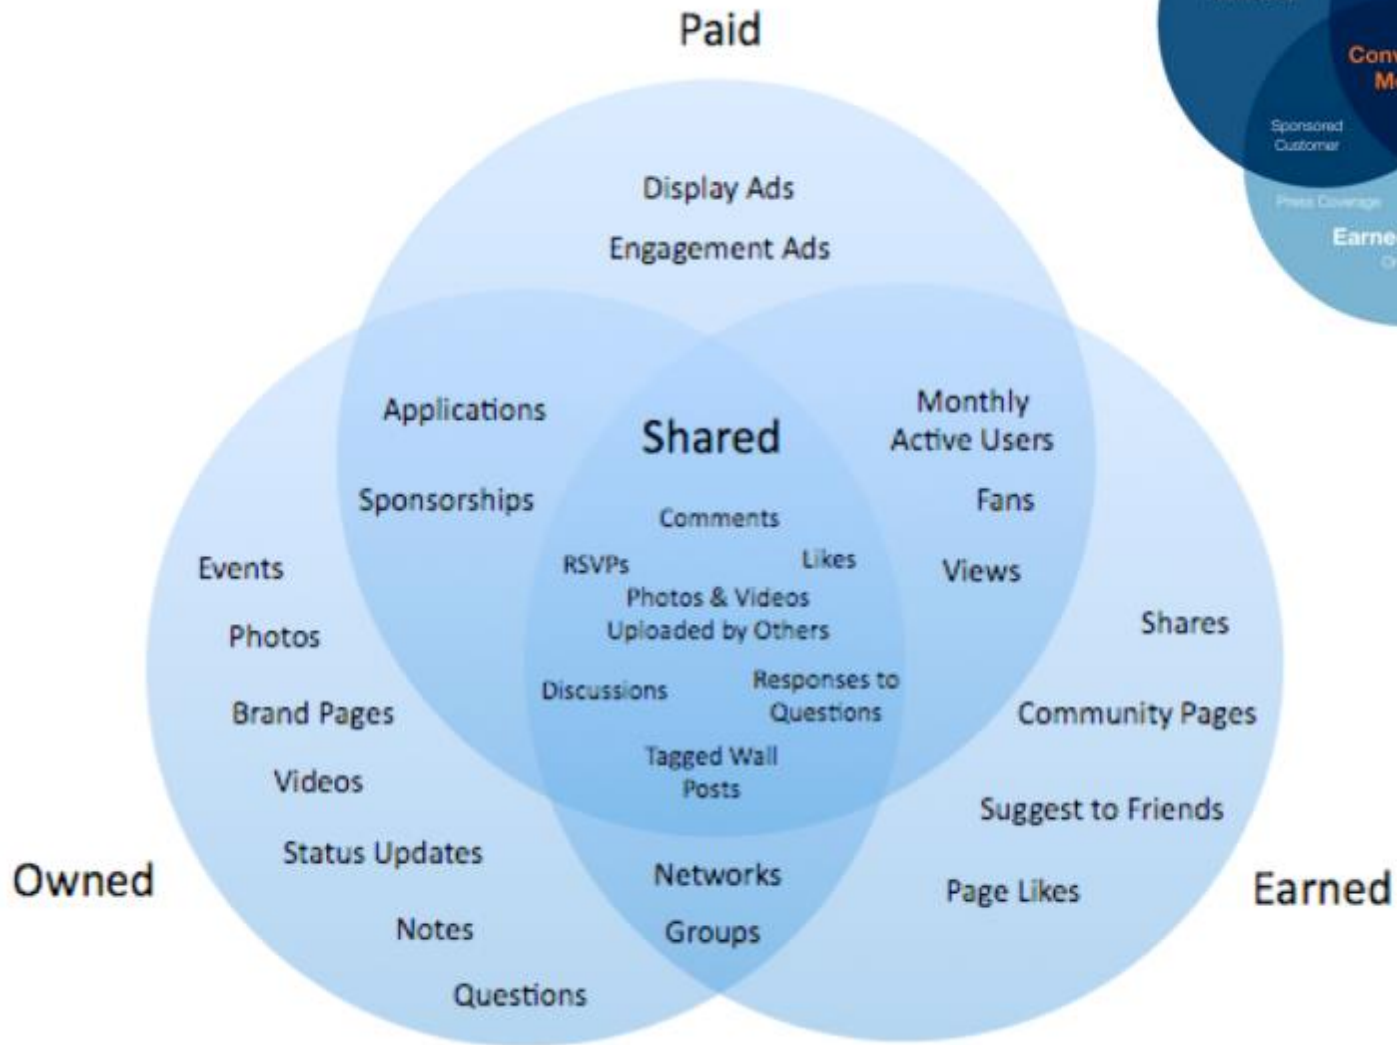 Paid
Sponsored
Customer
Press Coverage
Display Ads
Engagement Ads
Applications
Shared
Monthly
Active Users
Sponsorships
Comments
Fans
Events
RSVPs
Likes
Views
Photos & Videos
Uploaded by Others
Photos
Shares
Discussions
Responses to
Questions
Brand Pages
Community Pages
Tagged Wall
Posts
Videos
Suggest to Friends
Status Updates
Owned
Networks
Page Likes
Earned
Notes
Groups
Questions